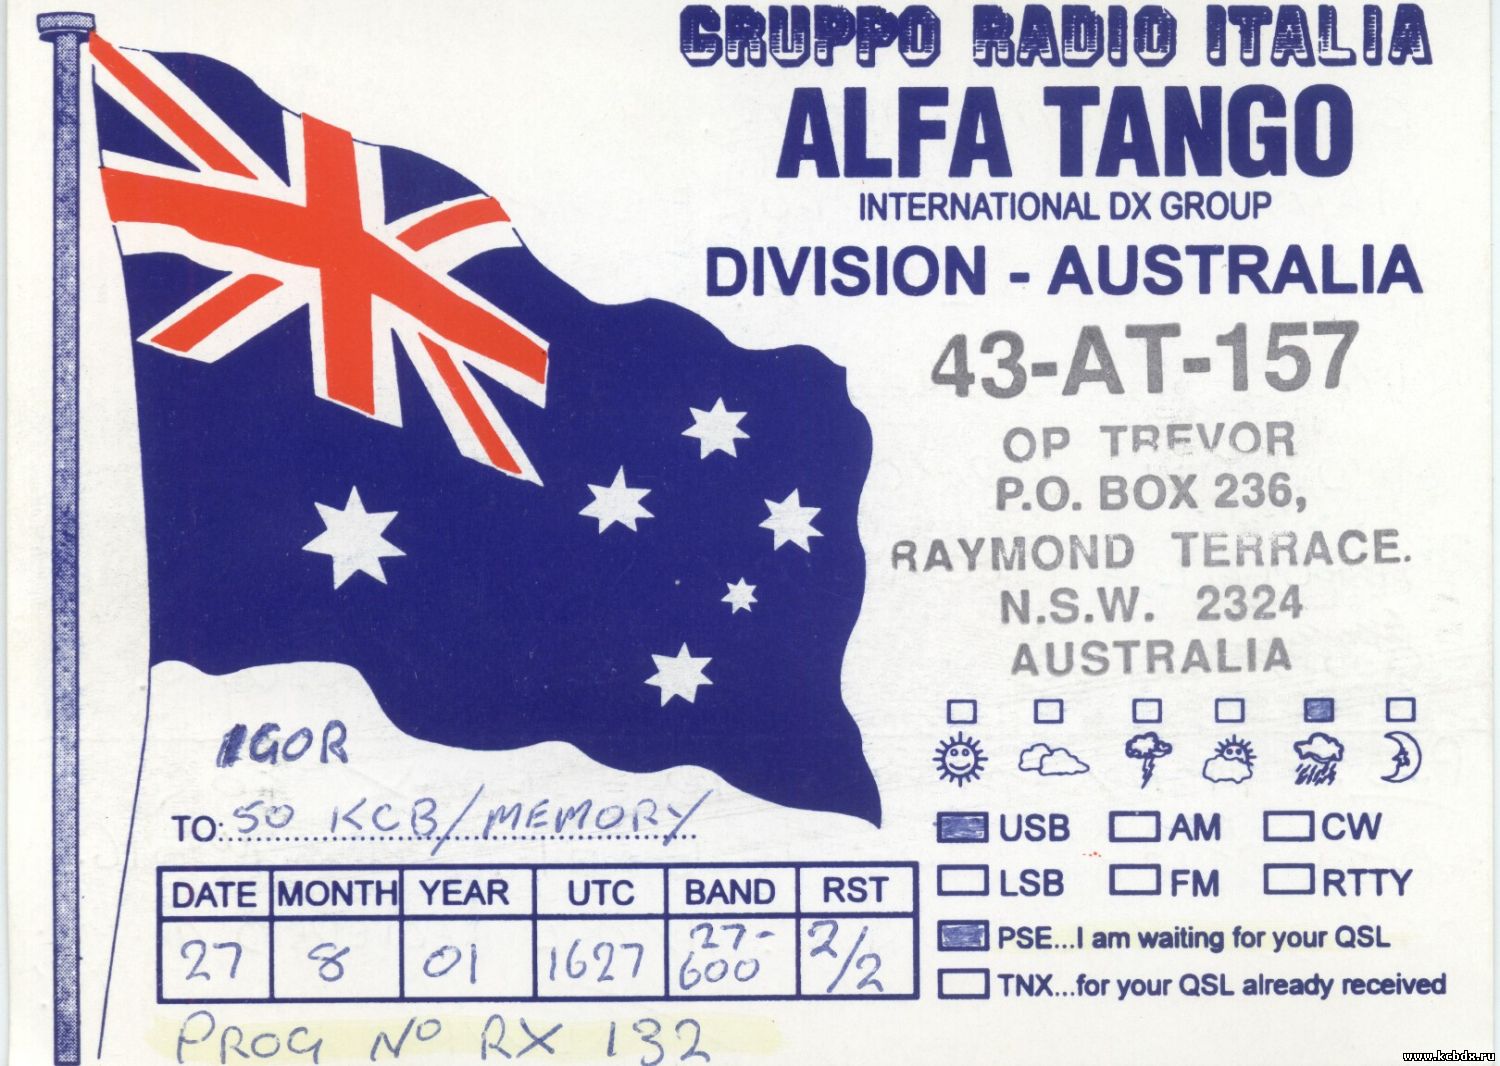 GRUPPO RADIO ITALIA
ALFA TANGO
INTERNATIONAL DX GROUP
DIVISION - AUSTRALIA
43-AT-157
OP TREVOR
P.O. BOX 236,
RAYMOND TERRACE.
N.S.W. 2324
AUSTRALIA
IGOR
TO: 50 KCB/MEMORY
USB AM CW
LSB FM RTTY
DATE MONTH YEAR UTC BAND RST
27 8 01 1627 27-600 2/2
PSE...I am waiting for your QSL
TNX...for your QSL already received
PROG No RX 132
www.kcbdx.ru